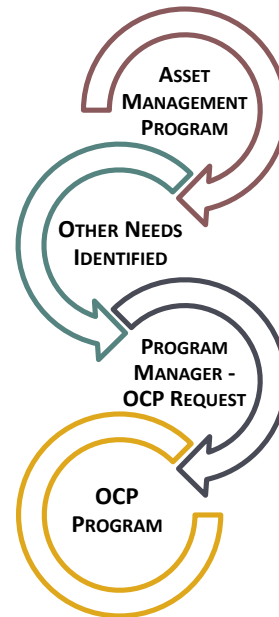 ASSET
MANAGEMENT
PROGRAM
OTHER NEEDS
IDENTIFIED
PROGRAM
MANAGER -
OCP REQUEST
OCP
PROGRAM